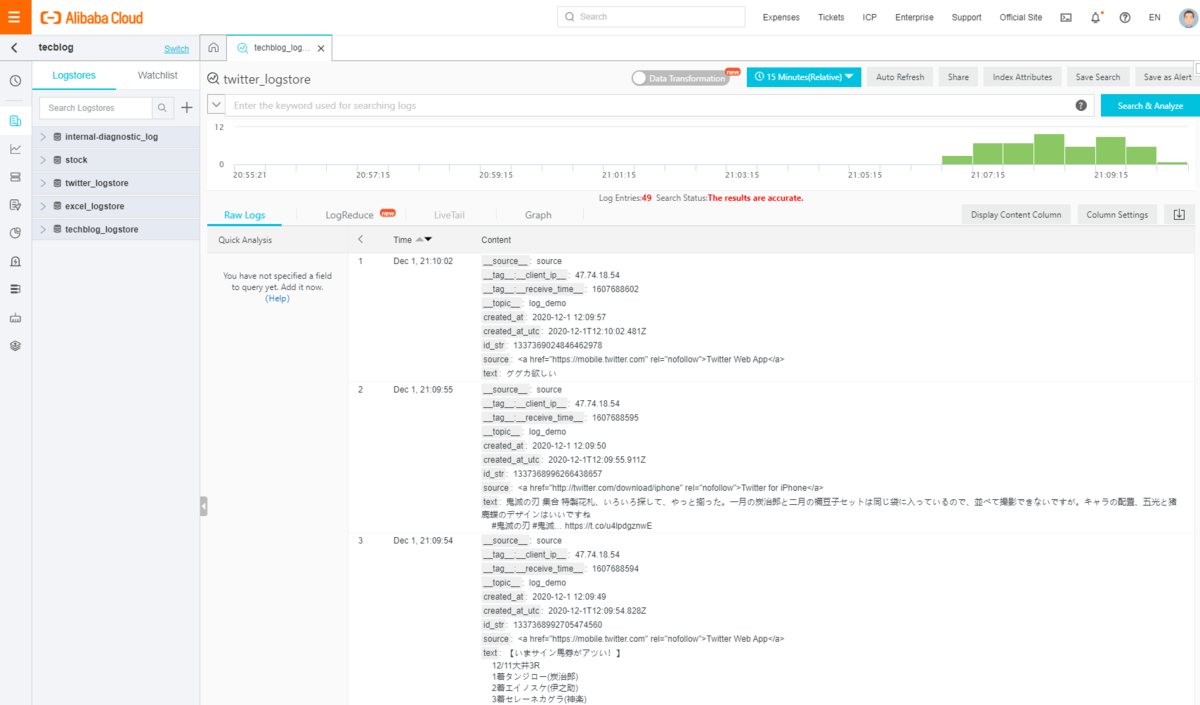 Alibaba Cloud
Search
Expenses
Tickets
ICP
Enterprise
Support
Official Site
EN
tecblog
Switch
techblog_log...
Logstores
Watchlist
Search Logstores
internal-diagnostic_log
stock
twitter_logstore
excel_logstore
techblog_logstore
twitter_logstore
Data Transformation
new
15 Minutes(Relative)
Auto Refresh
Share
Index Attributes
Save Search
Save as Alert
Enter the keyword used for searching logs
Search & Analyze
12
0
20:55:21
20:57:15
20:59:15
21:01:15
21:03:15
21:05:15
21:07:15
21:09:15
Log Entries:49 Search Status:The results are accurate.
Raw Logs
LogReduce new
LiveTail
Graph
Display Content Column
Column Settings
Quick Analysis
Time
Content
You have not specified a field
to query yet. Add it now.
(Help)
1
Dec 1, 21:10:02
__source__: source
__tag__:__client_ip__: 47.74.18.54
__tag__:__receive_time__: 1607688602
__topic__: log_demo
created_at: 2020-12-1 12:09:57
created_at_utc: 2020-12-1T12:10:02.481Z
id_str: 1337369024846462978
source: <a href="https://mobile.twitter.com" rel="nofollow">Twitter Web App</a>
text: ググカ欲しい
2
Dec 1, 21:09:55
__source__: source
__tag__:__client_ip__: 47.74.18.54
__tag__:__receive_time__: 1607688595
__topic__: log_demo
created_at: 2020-12-1 12:09:50
created_at_utc: 2020-12-1T12:09:55.911Z
id_str: 1337368996266438657
source: <a href="http://twitter.com/download/iphone" rel="nofollow">Twitter for iPhone</a>
text: 鬼滅の刃 集合 特製花札、いろいろ探して、やっと揃った。一月の炭治郎と二月の禰豆子セットは同じ袋に入っているので、並べて撮影できないですが。キャラの配置、五光と猪
鹿蝶のデザインはいいですね
#鬼滅の刃 #鬼滅... https://t.co/u4lpdgznwE
3
Dec 1, 21:09:54
__source__: source
__tag__:__client_ip__: 47.74.18.54
__tag__:__receive_time__: 1607688594
__topic__: log_demo
created_at: 2020-12-1 12:09:49
created_at_utc: 2020-12-1T12:09:54.828Z
id_str: 1337368992705474560
source: <a href="https://mobile.twitter.com" rel="nofollow">Twitter Web App</a>
text: 【いまサイン馬券がアツい！】
12/11大井3R
1着タンジロー(炭治郎)
2着エイノスケ(伊之助)
3着セレーネカグラ(神楽)